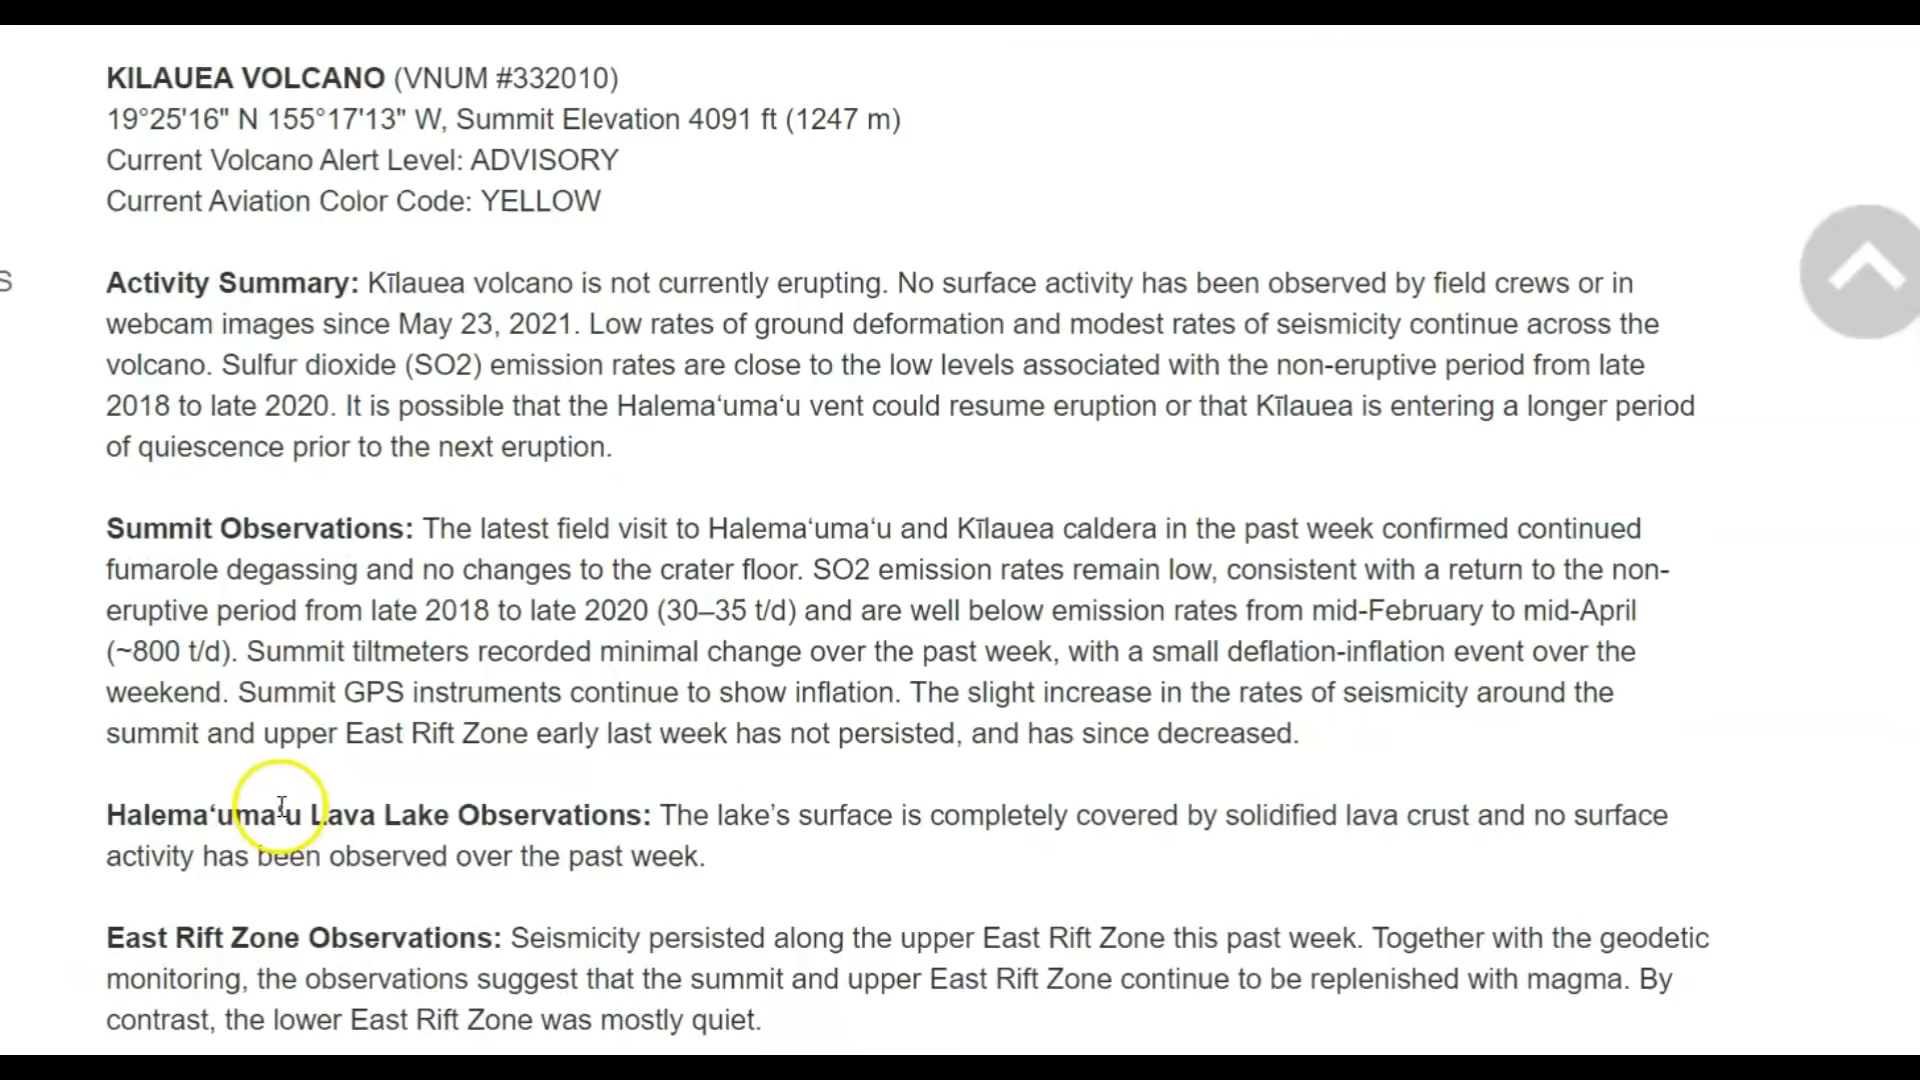 KILAUEA VOLCANO (VNUM #332010)
19°25'16" N 155°17'13" W, Summit Elevation 4091 ft (1247 m)
Current Volcano Alert Level: ADVISORY
Current Aviation Color Code: YELLOW
S
Activity Summary: Kīlauea volcano is not currently erupting. No surface activity has been observed by field crews or in
webcam images since May 23, 2021. Low rates of ground deformation and modest rates of seismicity continue across the
volcano. Sulfur dioxide (SO2) emission rates are close to the low levels associated with the non-eruptive period from late
2018 to late 2020. It is possible that the Halemaʻumaʻu vent could resume eruption or that Kīlauea is entering a longer period
of quiescence prior to the next eruption.
Summit Observations: The latest field visit to Halemaʻumaʻu and Kīlauea caldera in the past week confirmed continued
fumarole degassing and no changes to the crater floor. SO2 emission rates remain low, consistent with a return to the non-
eruptive period from late 2018 to late 2020 (30–35 t/d) and are well below emission rates from mid-February to mid-April
(~800 t/d). Summit tiltmeters recorded minimal change over the past week, with a small deflation-inflation event over the
weekend. Summit GPS instruments continue to show inflation. The slight increase in the rates of seismicity around the
summit and upper East Rift Zone early last week has not persisted, and has since decreased.
Halemaʻumaʻu Lava Lake Observations: The lake’s surface is completely covered by solidified lava crust and no surface
activity has been observed over the past week.
East Rift Zone Observations: Seismicity persisted along the upper East Rift Zone this past week. Together with the geodetic
monitoring, the observations suggest that the summit and upper East Rift Zone continue to be replenished with magma. By
contrast, the lower East Rift Zone was mostly quiet.